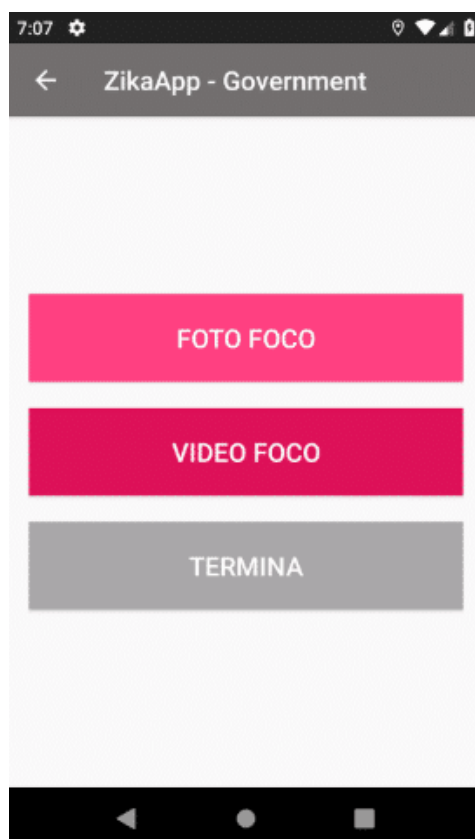 7:07
ZikaApp - Government
FOTO FOCO
VIDEO FOCO
TERMINA